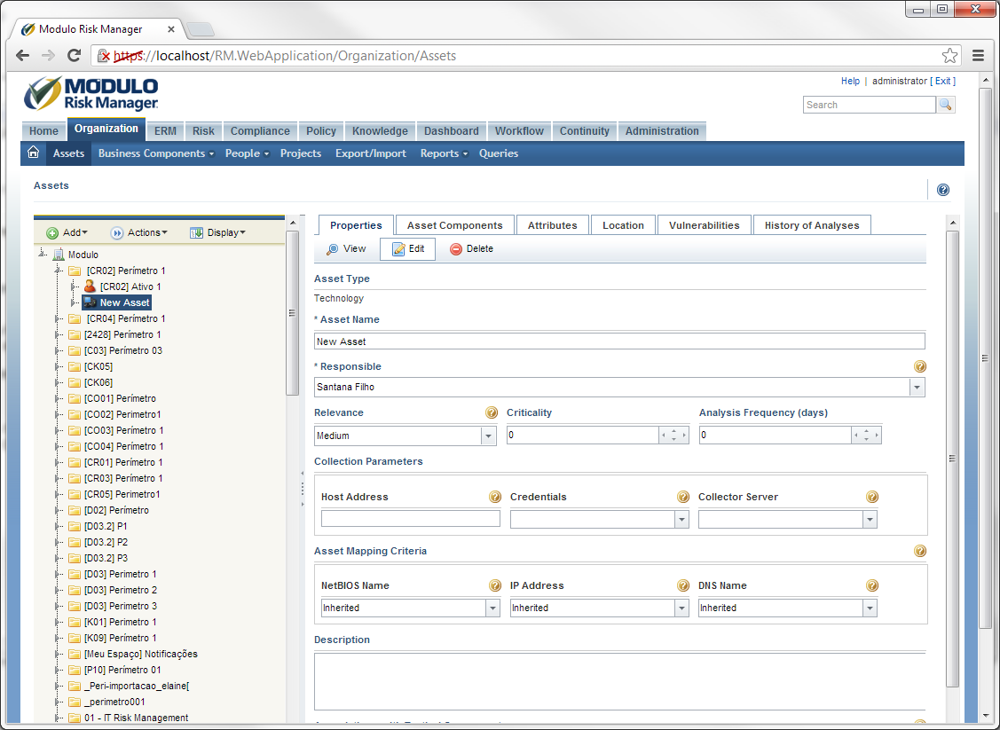 Modulo Risk Manager
https://localhost/RM.WebApplication/Organization/Assets
Help | administrator [ Exit ]
MODULO
Risk Manager
Search
Home Organization ERM Risk Compliance Policy Knowledge Dashboard Workflow Continuity Administration
Assets Business Components People Projects Export/Import Reports Queries
Assets
Add Actions Display
Modulo
[CR02] Perímetro 1
[CR02] Ativo 1
New Asset
[CR04] Perímetro 1
[2428] Perímetro 1
[C03] Perímetro 03
[CK05]
[CK06]
[CO01] Perímetro
[CO02] Perímetro1
[CO03] Perímetro 1
[CO04] Perímetro 1
[CR01] Perímetro 1
[CR03] Perímetro 1
[CR05] Perimetro1
[D02] Perímetro
[D03.2] P1
[D03.2] P2
[D03.2] P3
[D03] Perimetro 1
[D03] Perimetro 2
[D03] Perimetro 3
[K01] Perimetro 1
[K09] Perímetro 1
[Meu Espaço] Notificações
[P10] Perímetro 01
_Peri-importacao_elaine[
_perimetro001
01 - IT Risk Management
Properties Asset Components Attributes Location Vulnerabilities History of Analyses
View Edit Delete
Asset Type
Technology
* Asset Name
New Asset
* Responsible
Santana Filho
Relevance Criticality Analysis Frequency (days)
Medium 0 0
Collection Parameters
Host Address Credentials Collector Server
Asset Mapping Criteria
NetBIOS Name IP Address DNS Name
Inherited Inherited Inherited
Description